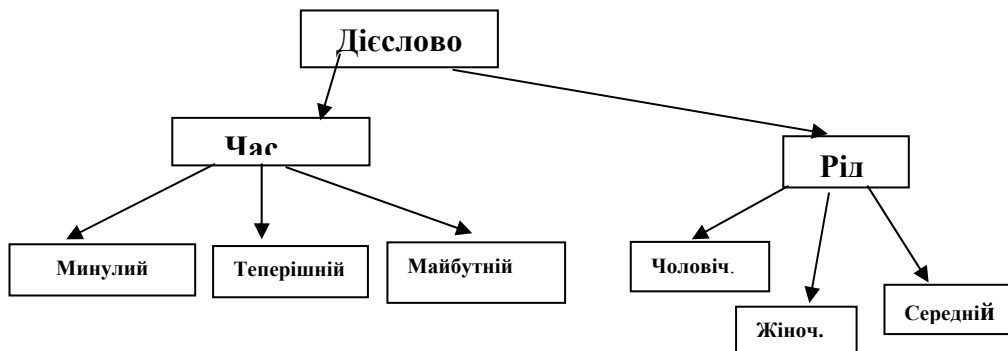 Дієслово
Час
Рід
Минулий
Теперішній
Майбутній
Чоловіч.
Жіноч.
Середній